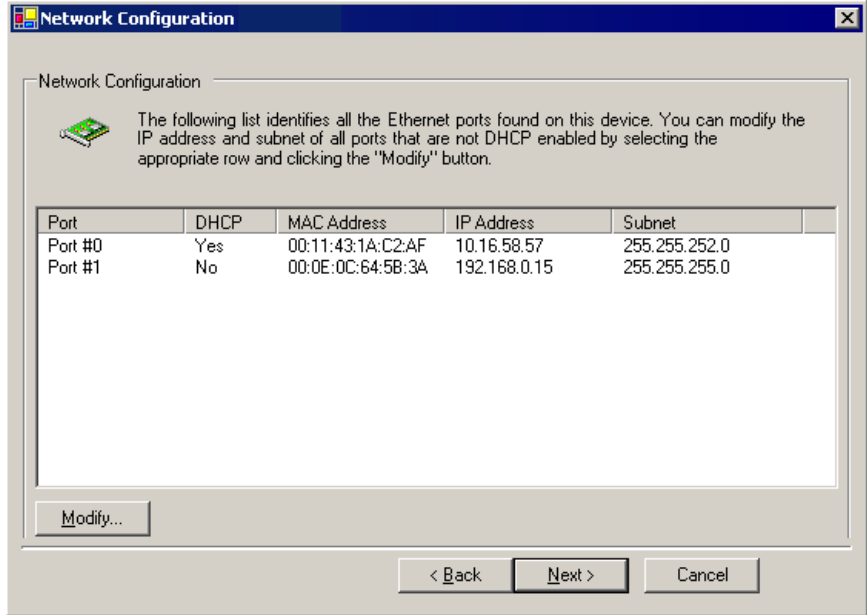 Network Configuration
Network Configuration
The following list identifies all the Ethernet ports found on this device. You can modify the
IP address and subnet of all ports that are not DHCP enabled by selecting the
appropriate row and clicking the "Modify" button.
Port DHCP MAC Address IP Address Subnet
Port #0 Yes 00:11:43:1A:C2:AF 10.16.58.57 255.255.252.0
Port #1 No 00:0E:0C:64:5B:3A 192.168.0.15 255.255.255.0
Modify...
< Back Next > Cancel